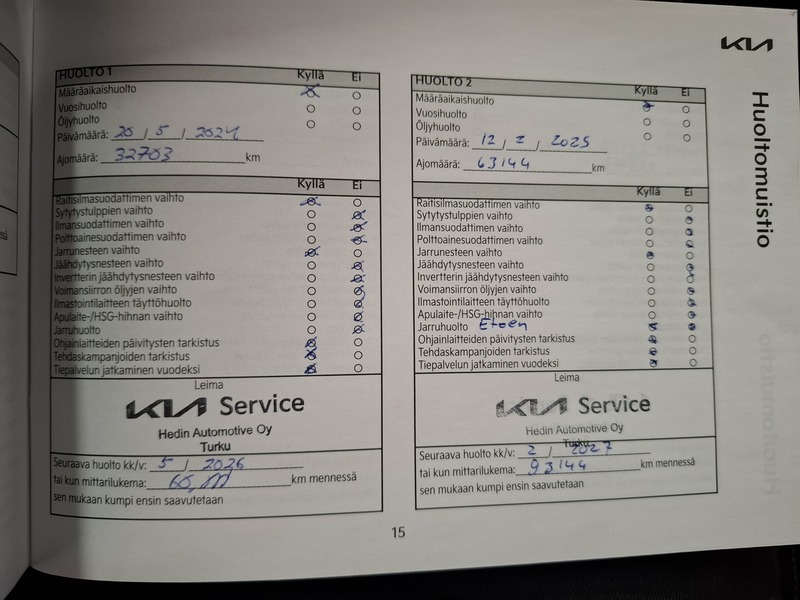 KIA
Huoltomuistio
HUOLTO 1
Kyllä Ei
Määräaikaishuolto
Vuosihuolto
Öljyhuolto
Päivämäärä: 20 / 5 / 2024
Ajomäärä: 32703 km
Kyllä Ei
Raitisilmasuodattimen vaihto
Sytytystulppien vaihto
Ilmansuodattimen vaihto
Polttoainesuodattimen vaihto
Jarrunesteen vaihto
Jäähdytysnesteen vaihto
Invertterin jäähdytysnesteen vaihto
Voimansiirron öljyjen vaihto
Ilmastointilaitteen täyttöhuolto
Apulaite-/HSG-hihnan vaihto
Jarruhuolto
Ohjainlaitteiden päivitysten tarkistus
Tehdaskampanjoiden tarkistus
Tiepalvelun jatkaminen vuodeksi
Leima
KIA Service
Hedin Automotive Oy
Turku
Seuraava huolto kk/v: 5 / 2026
tai kun mittarilukema: km mennessä
sen mukaan kumpi ensin saavutetaan
HUOLTO 2
Kyllä Ei
Määräaikaishuolto
Vuosihuolto
Öljyhuolto
Päivämäärä: 12 / 2 / 2025
Ajomäärä: 63144 km
Kyllä Ei
Raitisilmasuodattimen vaihto
Sytytystulppien vaihto
Ilmansuodattimen vaihto
Polttoainesuodattimen vaihto
Jarrunesteen vaihto
Jäähdytysnesteen vaihto
Invertterin jäähdytysnesteen vaihto
Voimansiirron öljyjen vaihto
Ilmastointilaitteen täyttöhuolto
Apulaite-/HSG-hihnan vaihto
Jarruhuolto Eteen
Ohjainlaitteiden päivitysten tarkistus
Tehdaskampanjoiden tarkistus
Tiepalvelun jatkaminen vuodeksi
Leima
KIA Service
Hedin Automotive Oy
Turku
Seuraava huolto kk/v: 2 / 2027
tai kun mittarilukema: 93144 km mennessä
sen mukaan kumpi ensin saavutetaan
15